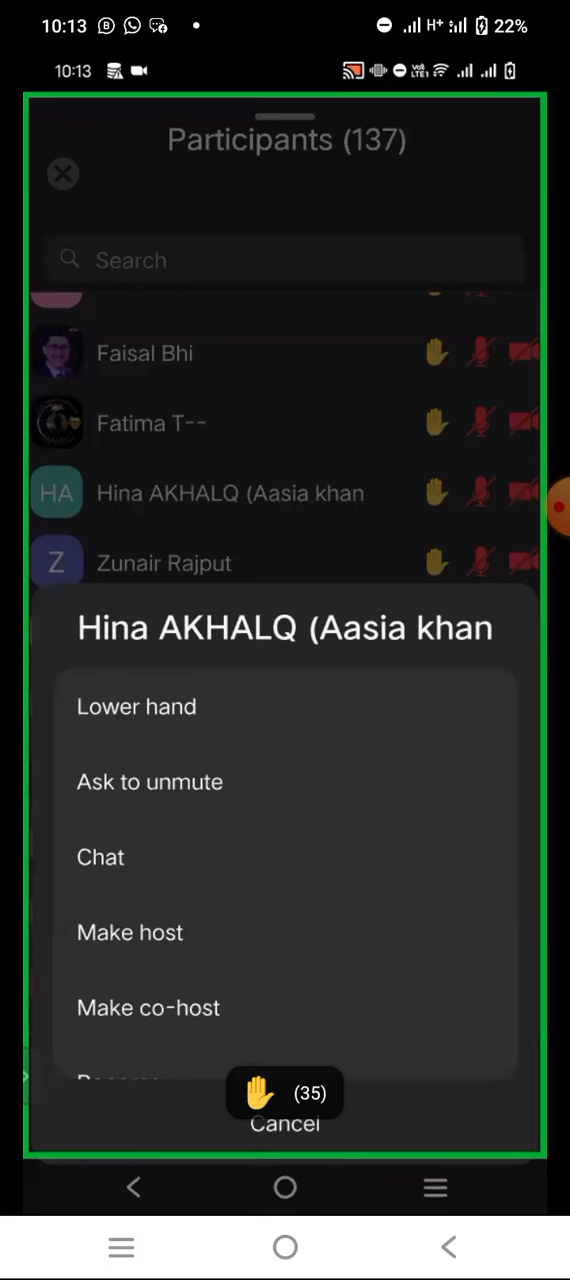 10:13
22%
10:13
Participants (137)
Search
Faisal Bhi
Fatima T--
HA Hina AKHALQ (Aasia khan
Z Zunair Rajput
Hina AKHALQ (Aasia khan
Lower hand
Ask to unmute
Chat
Make host
Make co-host
(35)
Cancel